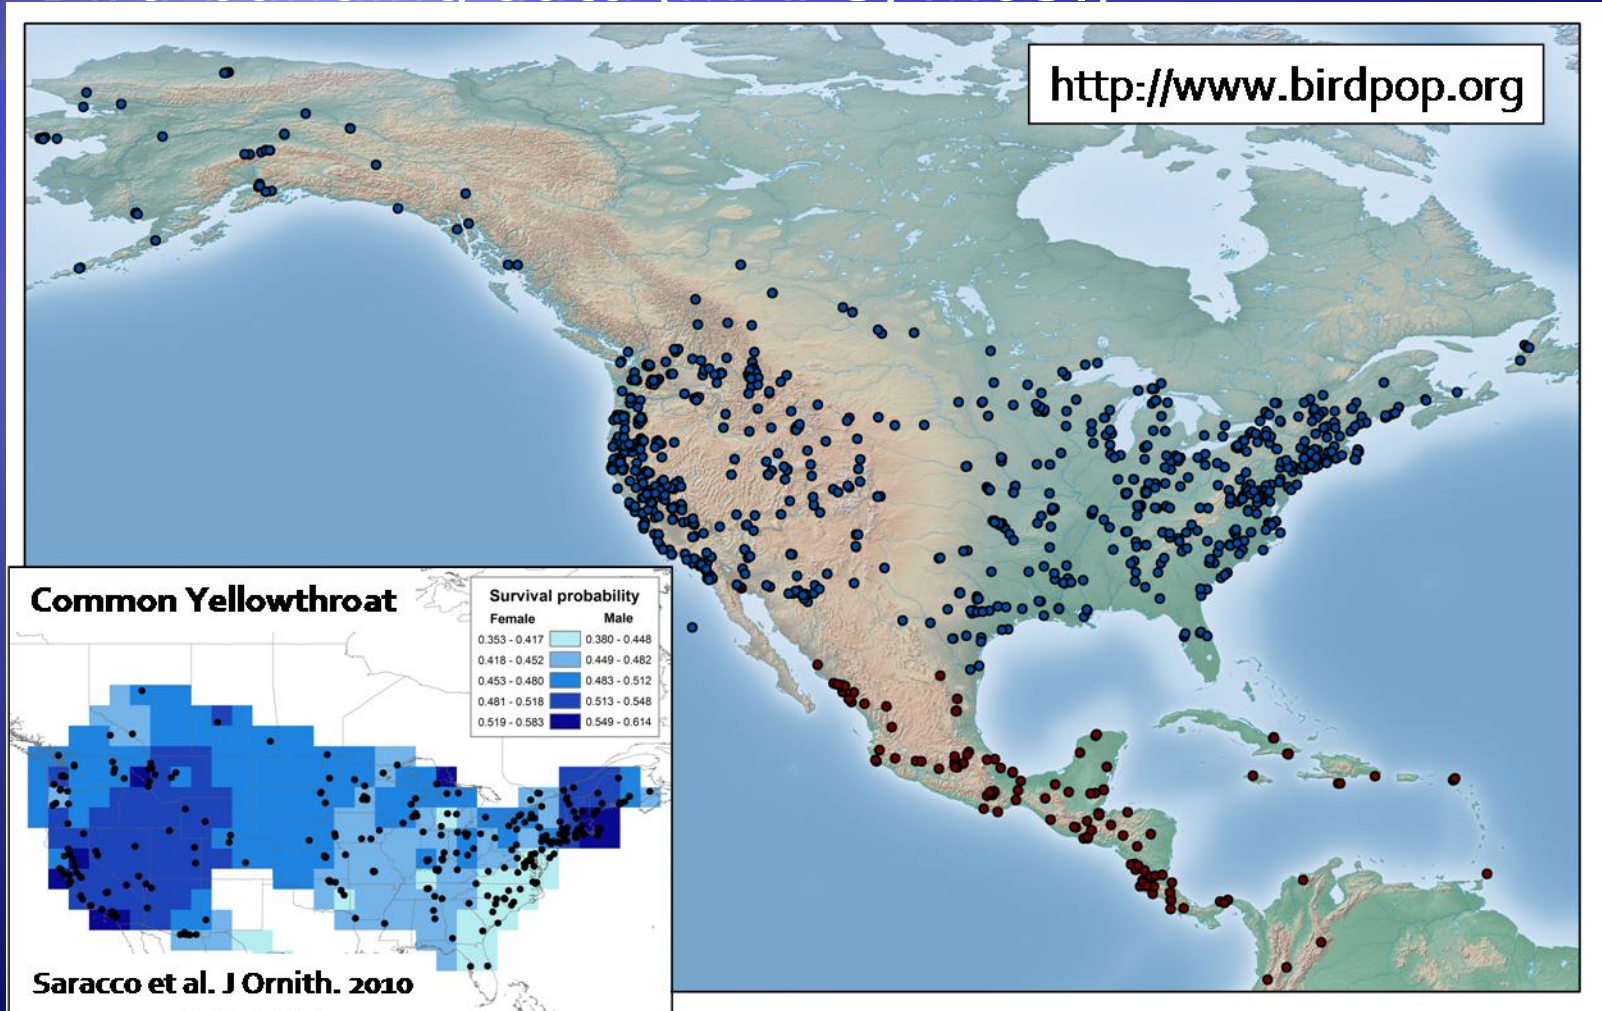 http://www.birdpop.org
Common Yellowthroat
Survival probability
Female Male
0.353 - 0.417 0.380 - 0.448
0.418 - 0.452 0.449 - 0.482
0.453 - 0.480 0.483 - 0.512
0.481 - 0.518 0.513 - 0.548
0.519 - 0.583 0.549 - 0.614
Saracco et al. J Ornith. 2010